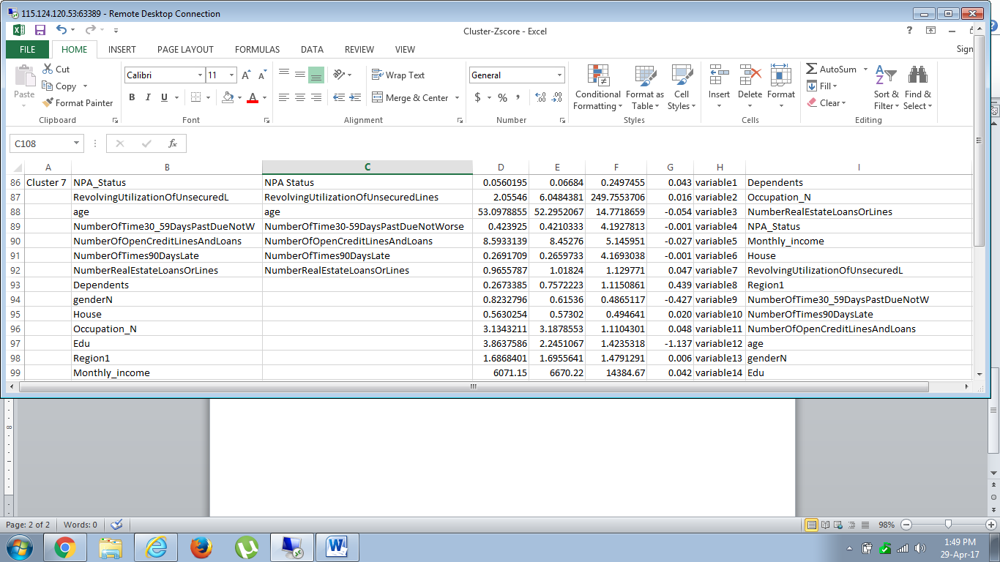 115.124.120.53:63389 - Remote Desktop Connection
Cluster-Zscore - Excel
FILE HOME INSERT PAGE LAYOUT FORMULAS DATA REVIEW VIEW Sign
Paste Cut Copy Format Painter
Calibri 11
B I U A
Wrap Text
Merge & Center
General
$ % ,
Conditional Formatting Format as Table Cell Styles
Insert Delete Format
AutoSum
Fill
Clear
Sort & Filter Find & Select
Clipboard Font Alignment Number Styles Cells Editing
C108 fx
A B C D E F G H I
86 Cluster 7 NPA_Status NPA Status 0.0560195 0.06684 0.2497455 0.043 variable1 Dependents
87 RevolvingUtilizationOfUnsecuredL RevolvingUtilizationOfUnsecuredLines 2.05546 6.0484381 249.7553706 0.016 variable2 Occupation_N
88 age age 53.0978855 52.2952067 14.7718659 -0.054 variable3 NumberRealEstateLoansOrLines
89 NumberOfTime30_59DaysPastDueNotW NumberOfTime30-59DaysPastDueNotWorse 0.423925 0.4210333 4.1927813 -0.001 variable4 NPA_Status
90 NumberOfOpenCreditLinesAndLoans NumberOfOpenCreditLinesAndLoans 8.5933139 8.45276 5.145951 -0.027 variable5 Monthly_income
91 NumberOfTimes90DaysLate NumberOfTimes90DaysLate 0.2691709 0.2659733 4.1693038 -0.001 variable6 House
92 NumberRealEstateLoansOrLines NumberRealEstateLoansOrLines 0.9655787 1.01824 1.129771 0.047 variable7 RevolvingUtilizationOfUnsecuredL
93 Dependents 0.2673385 0.7572223 1.1150861 0.439 variable8 Region1
94 genderN 0.8232796 0.61536 0.4865117 -0.427 variable9 NumberOfTime30_59DaysPastDueNotW
95 House 0.5630254 0.57302 0.494641 0.020 variable10 NumberOfTimes90DaysLate
96 Occupation_N 3.1343211 3.1878553 1.1104301 0.048 variable11 NumberOfOpenCreditLinesAndLoans
97 Edu 3.8637586 2.2451067 1.4235318 -1.137 variable12 age
98 Region1 1.6868401 1.6955641 1.4791291 0.006 variable13 genderN
99 Monthly_income 6071.15 6670.22 14384.67 0.042 variable14 Edu
Page: 2 of 2 Words: 0 98%
1:49 PM
29-Apr-17